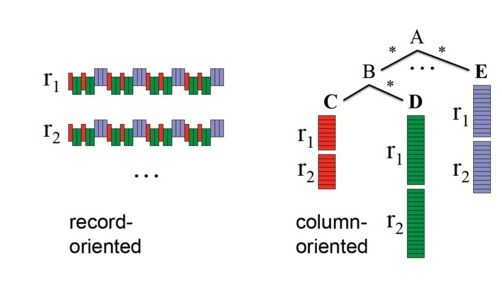 r1
r2
...
record-
oriented
A
* *
B ... E
*
C D
r1
r2
r1
r2
r1
r2
column-
oriented